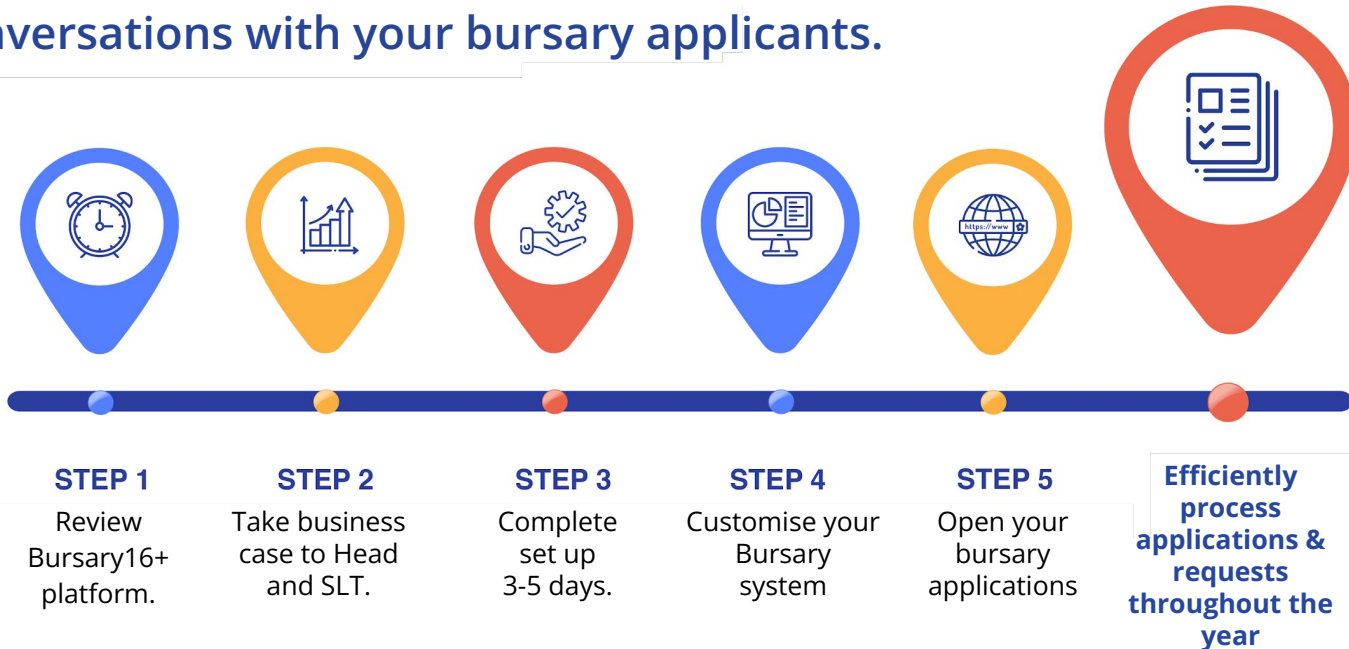 nversations with your bursary applicants.
https://www
STEP 1
Review
Bursary16+
platform.
STEP 2
Take business
case to Head
and SLT.
STEP 3
Complete
set up
3-5 days.
STEP 4
Customise your
Bursary
system
STEP 5
Open your
bursary
applications
Efficiently
process
applications &
requests
throughout the
year